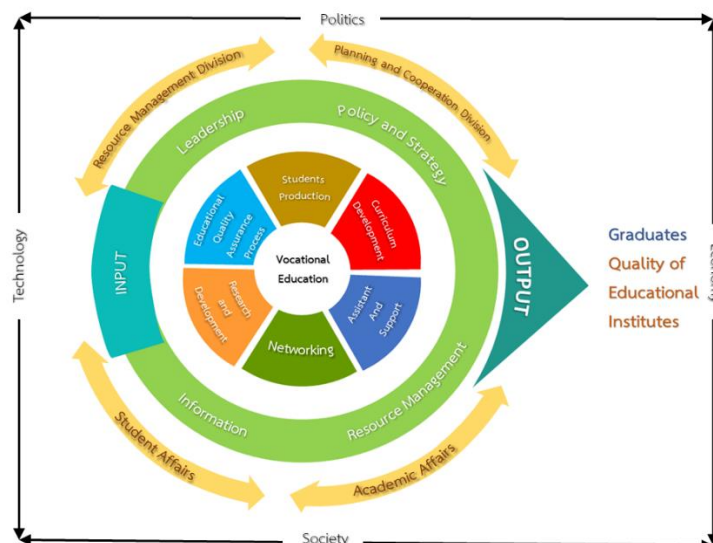 Politics
Resource Management Division
Planning and Cooperation Division
Leadership
Policy and Strategy
Students
Production
Educational
Quality
Assurance
Process
Curriculum
Development
Technology
INPUT
Vocational
Education
OUTPUT
Graduates
Quality of
Educational
Institutes
Research
and
Development
Assistant
And
Support
Networking
Information
Resource Management
Student Affairs
Academic Affairs
Society